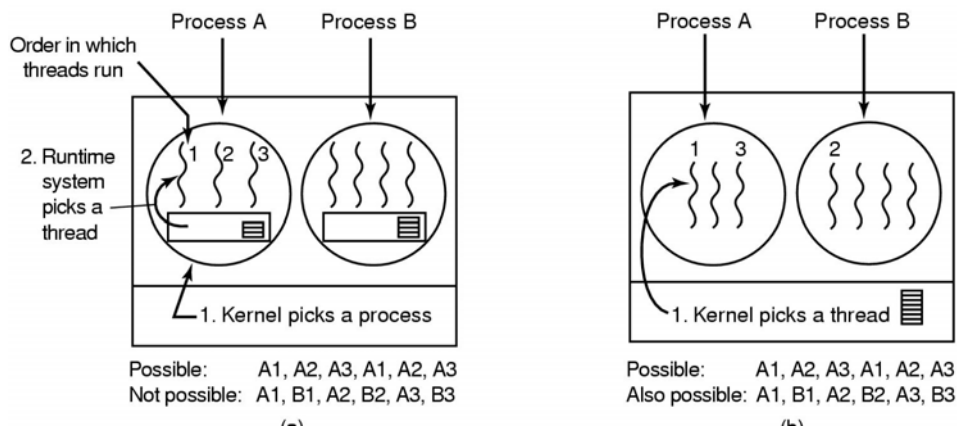 Process A
Process B
Order in which
threads run
1
2
3
2. Runtime
system
picks a
thread
1. Kernel picks a process
Possible: A1, A2, A3, A1, A2, A3
Not possible: A1, B1, A2, B2, A3, B3
(a)
Process A
Process B
1
3
2
1. Kernel picks a thread
Possible: A1, A2, A3, A1, A2, A3
Also possible: A1, B1, A2, B2, A3, B3
(b)